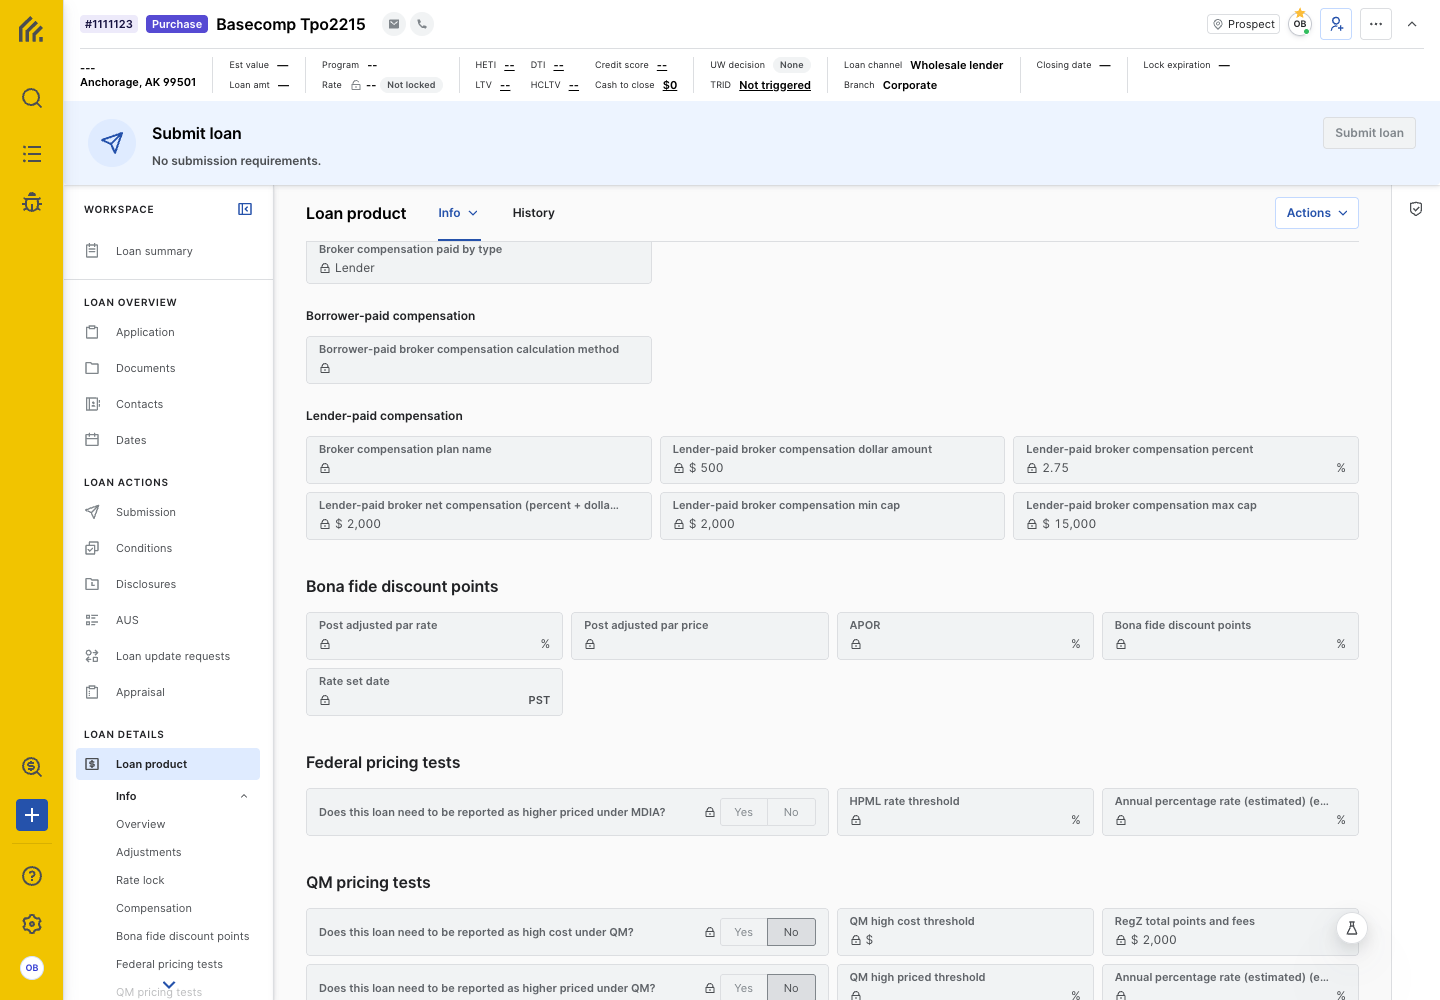 #1111123 Purchase Basecomp Tpo2215
Prospect
OB
---
Anchorage, AK 99501
Est value —
Loan amt —
Program --
Rate -- Not locked
HETI -- DTI -- Credit score --
LTV -- HCLTV -- Cash to close $0
UW decision None
TRID Not triggered
Loan channel Wholesale lender
Branch Corporate
Closing date —
Lock expiration —
Submit loan
No submission requirements.
Submit loan
WORKSPACE
Loan summary
LOAN OVERVIEW
Application
Documents
Contacts
Dates
LOAN ACTIONS
Submission
Conditions
Disclosures
AUS
Loan update requests
Appraisal
LOAN DETAILS
Loan product
Info
Overview
Adjustments
Rate lock
Compensation
Bona fide discount points
Federal pricing tests
QM pricing tests
OB
Loan product Info History
Actions
Broker compensation paid by type
Lender
Borrower-paid compensation
Borrower-paid broker compensation calculation method
Lender-paid compensation
Broker compensation plan name
Lender-paid broker compensation dollar amount
$ 500
Lender-paid broker compensation percent
2.75 %
Lender-paid broker net compensation (percent + dolla...
$ 2,000
Lender-paid broker compensation min cap
$ 2,000
Lender-paid broker compensation max cap
$ 15,000
Bona fide discount points
Post adjusted par rate
%
Post adjusted par price
APOR
%
Bona fide discount points
%
Rate set date
PST
Federal pricing tests
Does this loan need to be reported as higher priced under MDIA? Yes No
HPML rate threshold
%
Annual percentage rate (estimated) (e...
%
QM pricing tests
Does this loan need to be reported as high cost under QM? Yes No
QM high cost threshold
$
RegZ total points and fees
$ 2,000
Does this loan need to be reported as higher priced under QM? Yes No
QM high priced threshold
%
Annual percentage rate (estimated) (e...
%